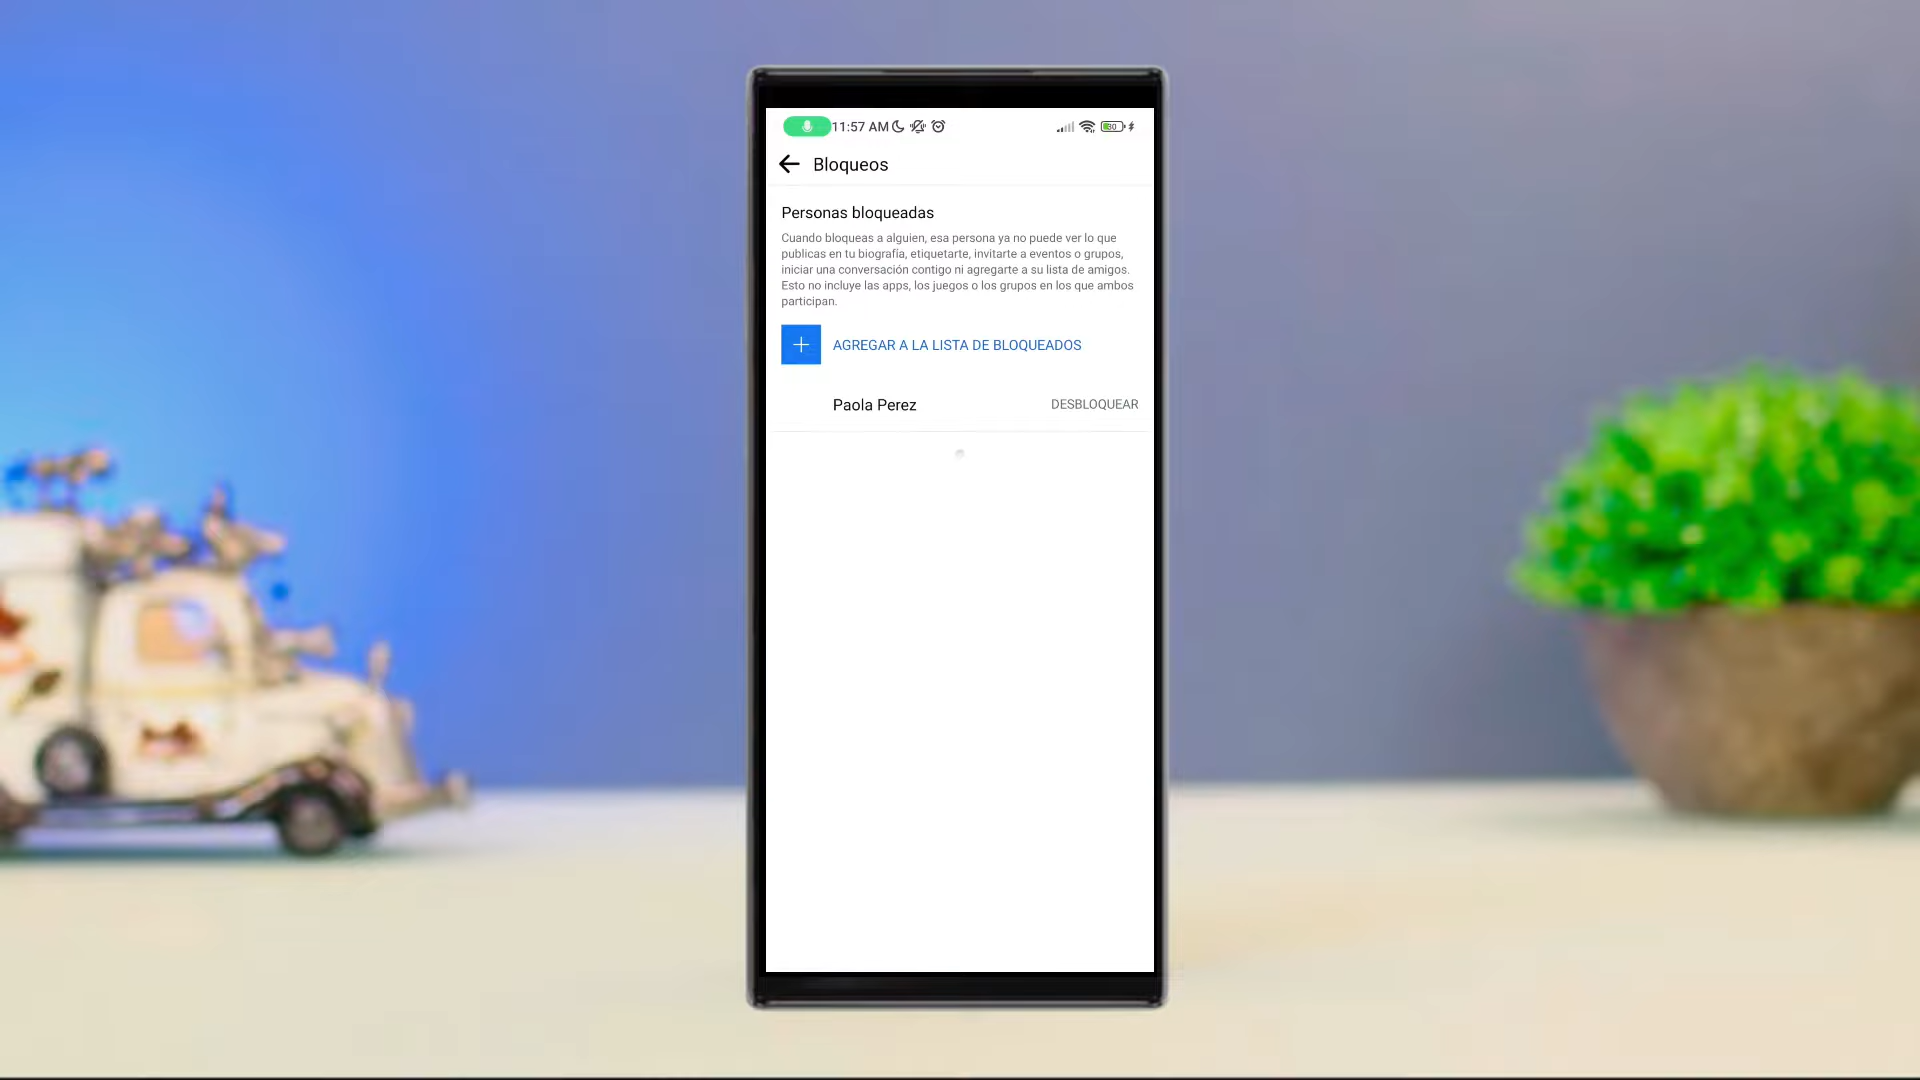 11:57 AM
30
Bloqueos
Personas bloqueadas
Cuando bloqueas a alguien, esa persona ya no puede ver lo que
publicas en tu biografía, etiquetarte, invitarte a eventos o grupos,
iniciar una conversación contigo ni agregarte a su lista de amigos.
Esto no incluye las apps, los juegos o los grupos en los que ambos
participan.
AGREGAR A LA LISTA DE BLOQUEADOS
Paola Perez DESBLOQUEAR